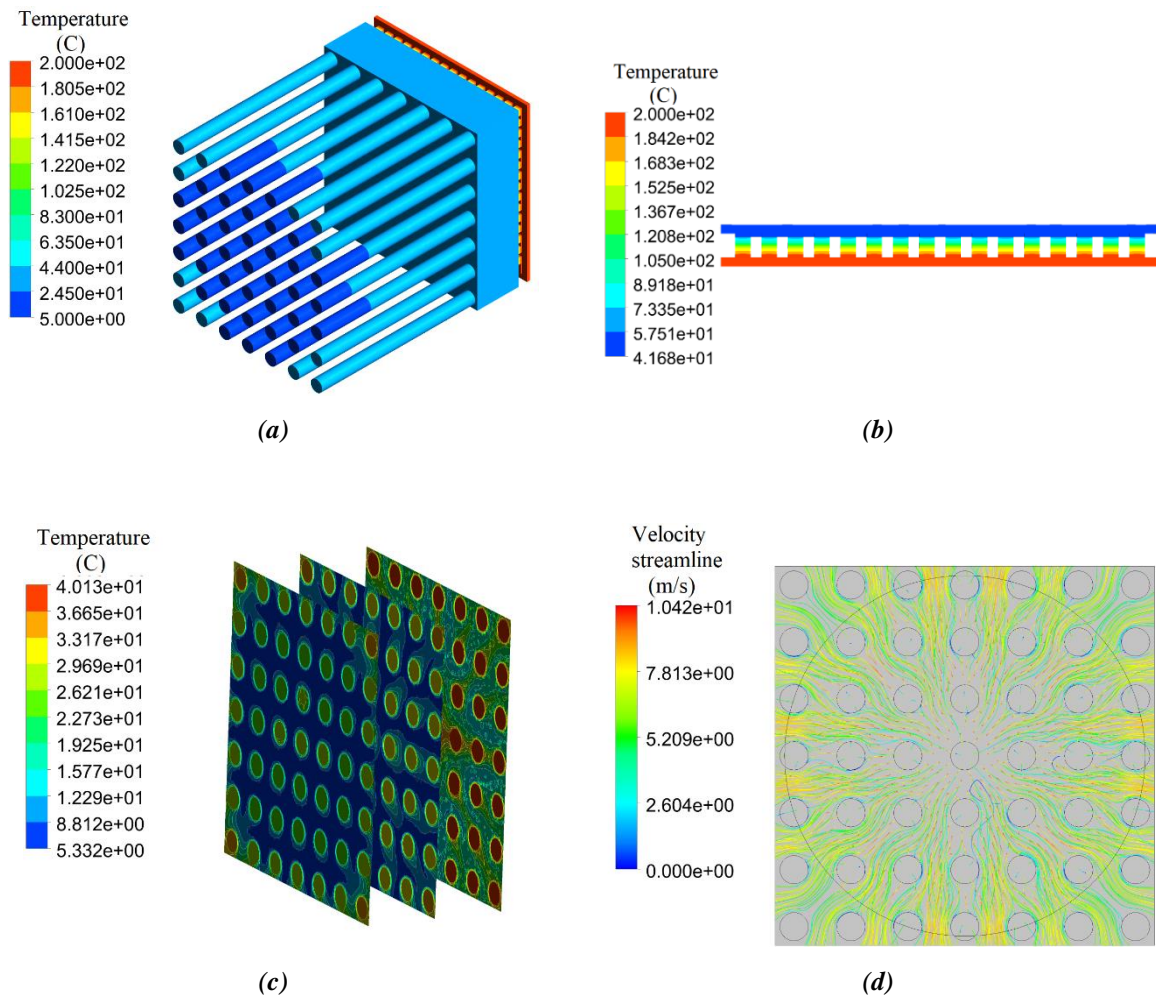 Temperature
(C)
2.000e+02
1.805e+02
1.610e+02
1.415e+02
1.220e+02
1.025e+02
8.300e+01
6.350e+01
4.400e+01
2.450e+01
5.000e+00
(a)
Temperature
(C)
2.000e+02
1.842e+02
1.683e+02
1.525e+02
1.367e+02
1.208e+02
1.050e+02
8.918e+01
7.335e+01
5.751e+01
4.168e+01
(b)
Temperature
(C)
4.013e+01
3.665e+01
3.317e+01
2.969e+01
2.621e+01
2.273e+01
1.925e+01
1.577e+01
1.229e+01
8.812e+00
5.332e+00
(c)
Velocity
streamline
(m/s)
1.042e+01
7.813e+00
5.209e+00
2.604e+00
0.000e+00
(d)